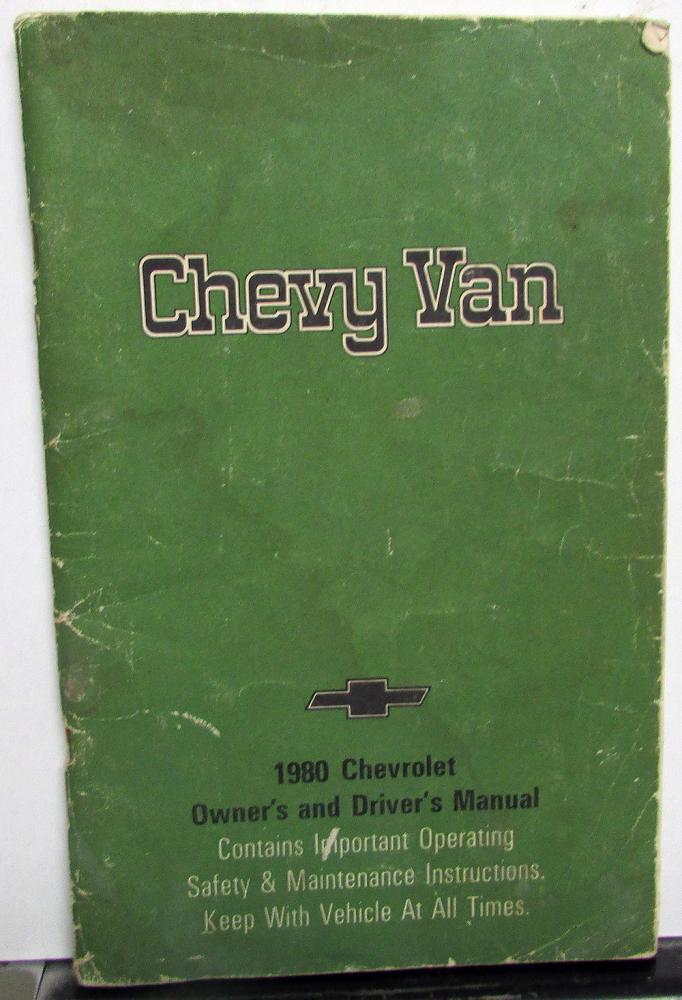 Chevy Van
1980 Chevrolet
Owner's and Driver's Manual
Contains Important Operating
Safety & Maintenance Instructions.
Keep With Vehicle At All Times.